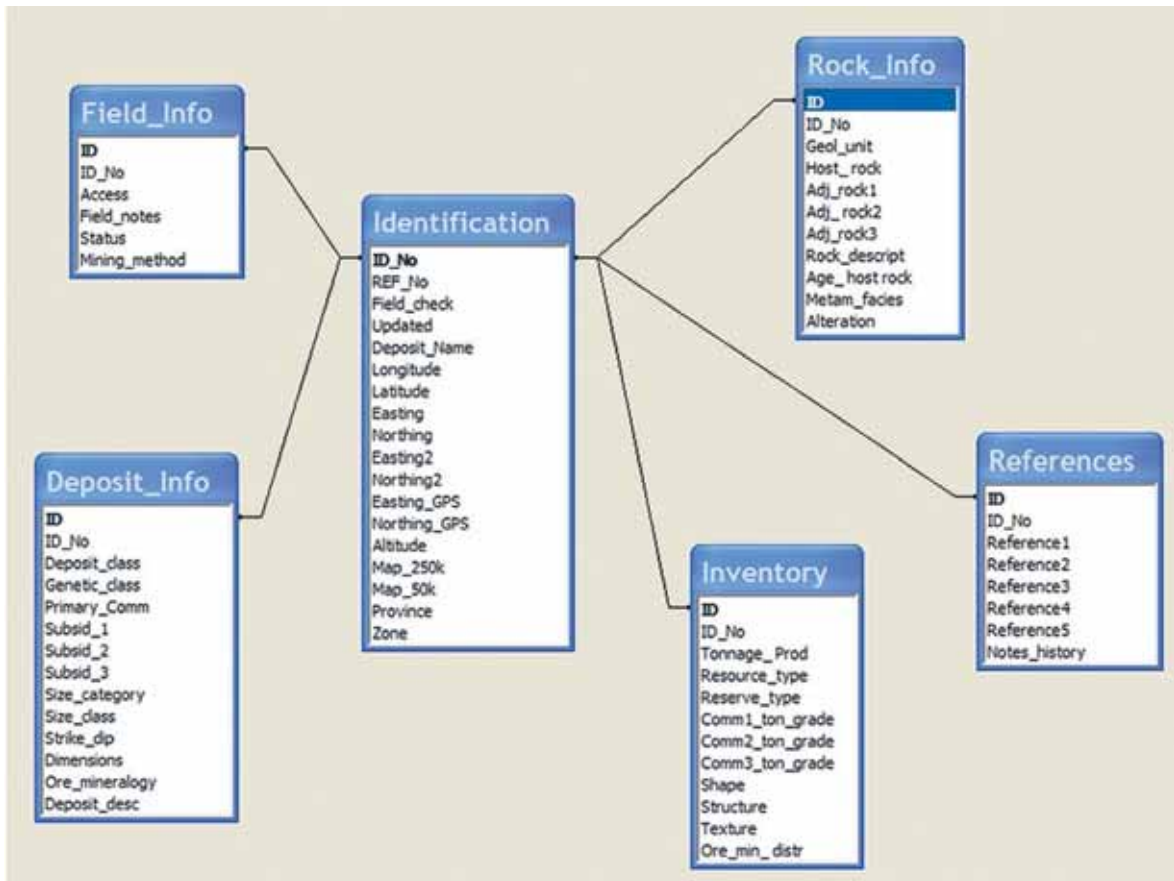 Field_Info
ID
ID_No
Access
Field_notes
Status
Mining_method
Deposit_Info
ID
ID_No
Deposit_class
Genetic_class
Primary_Comm
Subsid_1
Subsid_2
Subsid_3
Size_category
Size_class
Strike_dip
Dimensions
Ore_mineralogy
Deposit_desc
Identification
ID_No
REF_No
Field_check
Updated
Deposit_Name
Longitude
Latitude
Easting
Northing
Easting2
Northing2
Easting_GPS
Northing_GPS
Altitude
Map_250k
Map_50k
Province
Zone
Rock_Info
ID
ID_No
Geol_unit
Host_ rock
Adj_rock1
Adj_ rock2
Adj_rock3
Rock_descript
Age_ host rock
Metam_facies
Alteration
Inventory
ID
ID_No
Tonnage_Prod
Resource_type
Reserve_type
Comm1_ton_grade
Comm2_ton_grade
Comm3_ton_grade
Shape
Structure
Texture
Ore_min_ distr
References
ID
ID_No
Reference1
Reference2
Reference3
Reference4
Reference5
Notes_history